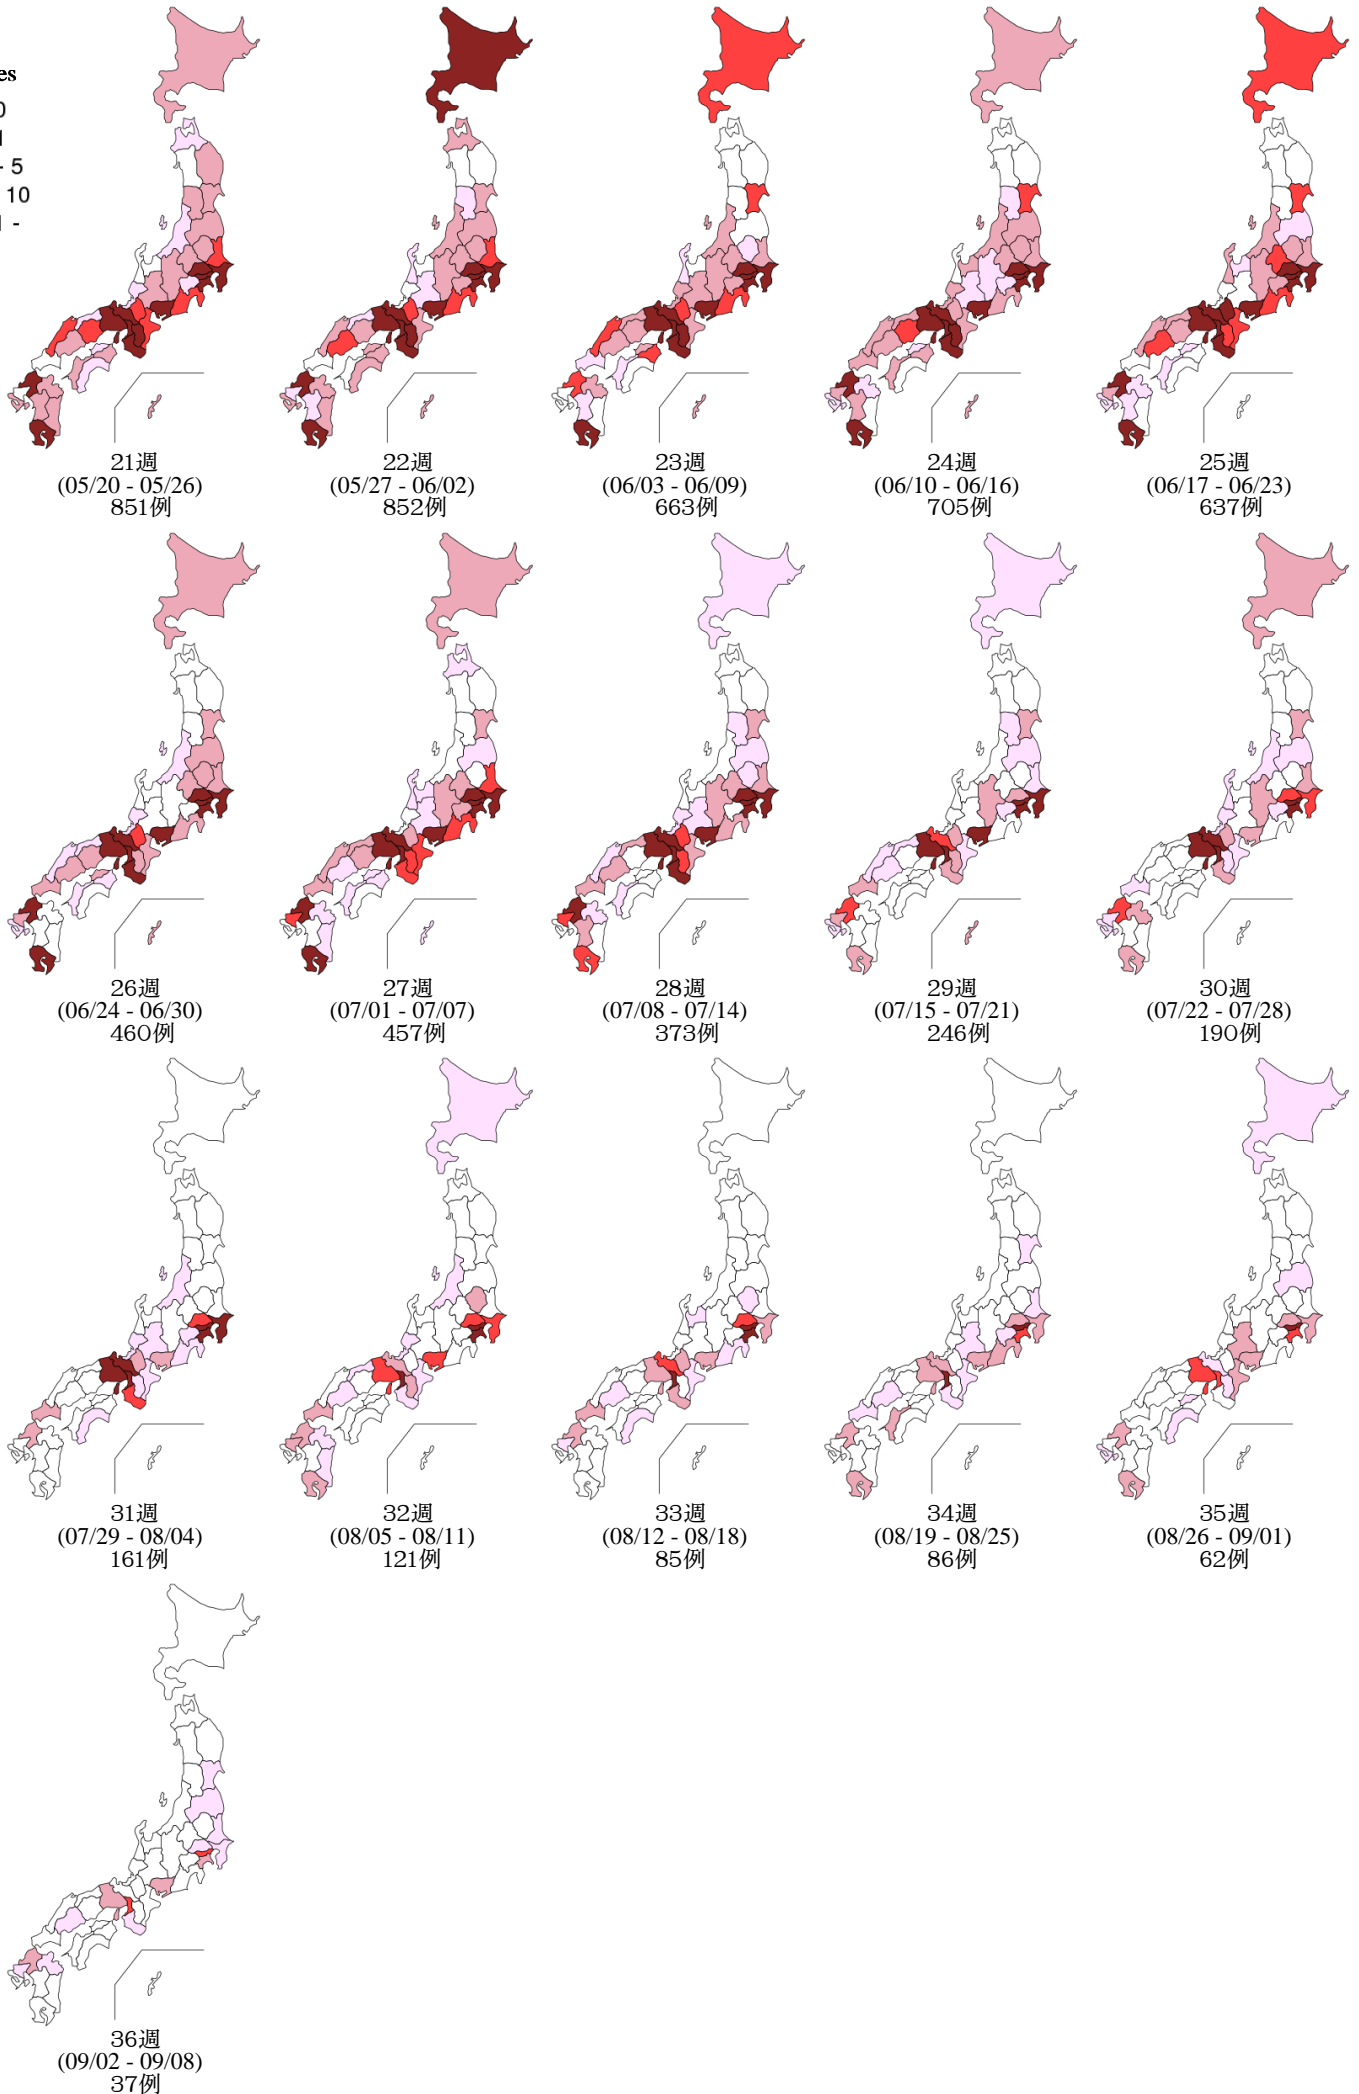 es
0
1
- 5
10
-
21週
(05/20 - 05/26)
851例
22週
(05/27 - 06/02)
852例
23週
(06/03 - 06/09)
663例
24週
(06/10 - 06/16)
705例
25週
(06/17 - 06/23)
637例
26週
(06/24 - 06/30)
460例
27週
(07/01 - 07/07)
457例
28週
(07/08 - 07/14)
373例
29週
(07/15 - 07/21)
246例
30週
(07/22 - 07/28)
190例
31週
(07/29 - 08/04)
161例
32週
(08/05 - 08/11)
121例
33週
(08/12 - 08/18)
85例
34週
(08/19 - 08/25)
86例
35週
(08/26 - 09/01)
62例
36週
(09/02 - 09/08)
37例